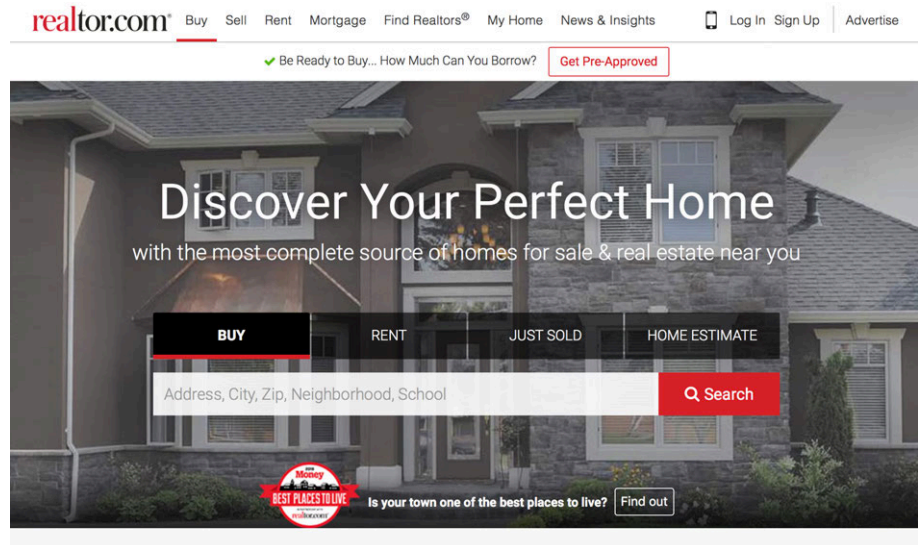 realtor.com® Buy Sell Rent Mortgage Find Realtors® My Home News & Insights Log In Sign Up Advertise
Be Ready to Buy... How Much Can You Borrow? Get Pre-Approved
Discover Your Perfect Home
with the most complete source of homes for sale & real estate near you
BUY RENT JUST SOLD HOME ESTIMATE
Address, City, Zip, Neighborhood, School Search
Money
BEST PLACES TO LIVE
realtor.com
Is your town one of the best places to live? Find out